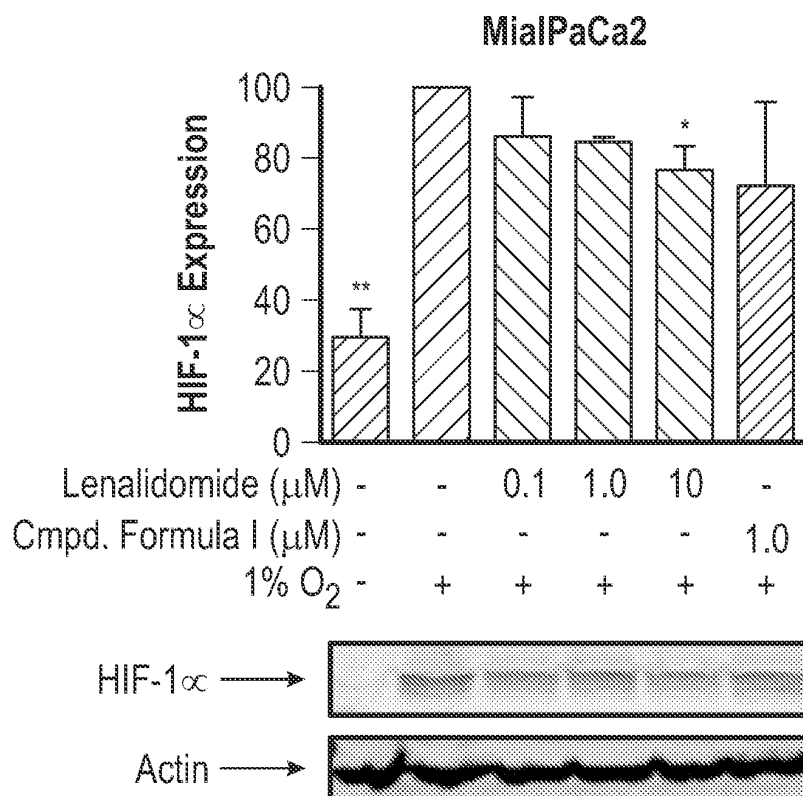 MialPaCa2
HIF-1∝ Expression
100
80
60
40
20
0
**
*
Lenalidomide (μM) - - 0.1 1.0 10 -
Cmpd. Formula I (μM) - - - - - 1.0
1% O2 - + + + + +
HIF-1∝
Actin